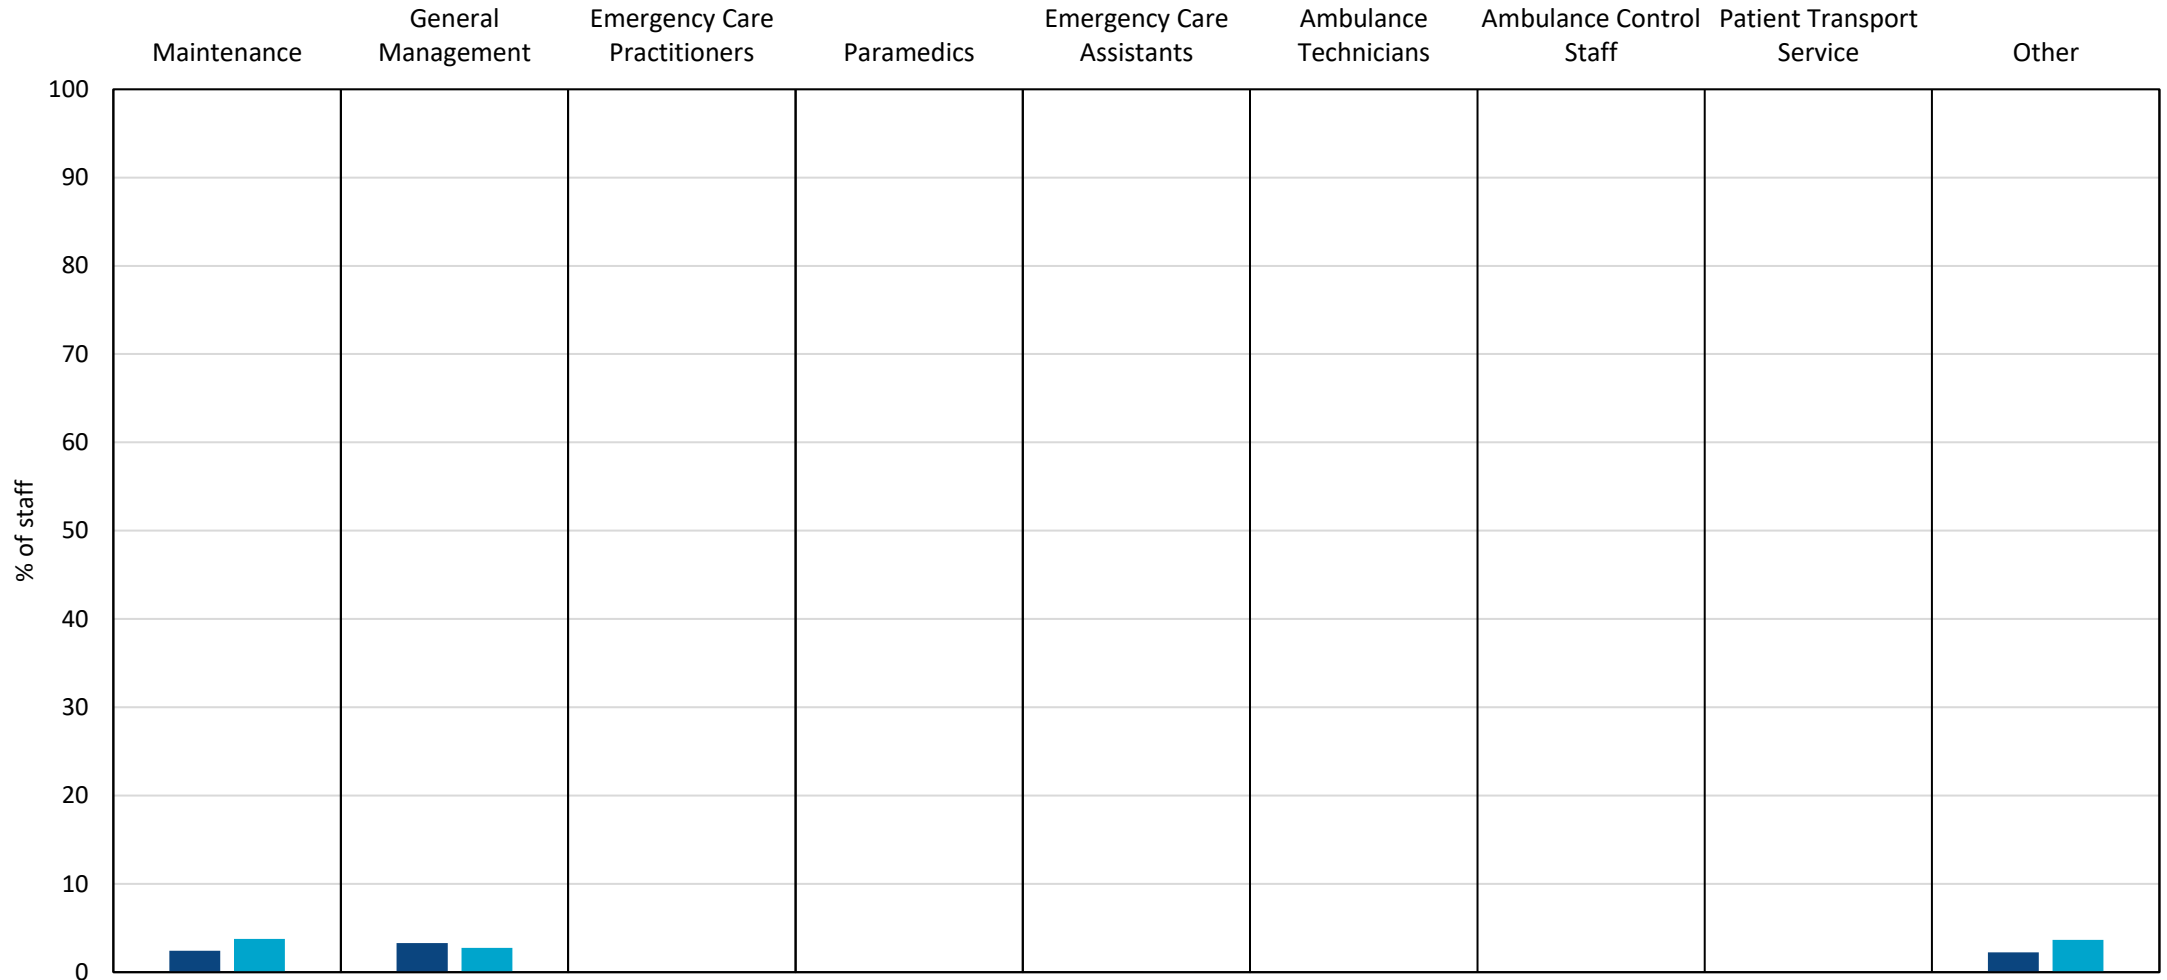 Maintenance
General
Management
Emergency Care
Practitioners
Paramedics
Emergency Care
Assistants
Ambulance
Technicians
Ambulance Control
Staff
Patient Transport
Service
Other
% of staff
100
90
80
70
60
50
40
30
20
10
0